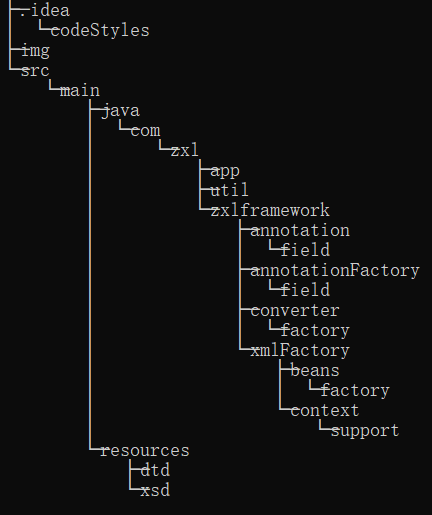 .idea
codeStyles
img
src
main
java
com
zxl
app
util
zxlframework
annotation
field
annotationFactory
field
converter
factory
xmlFactory
beans
factory
context
support
resources
dtd
xsd